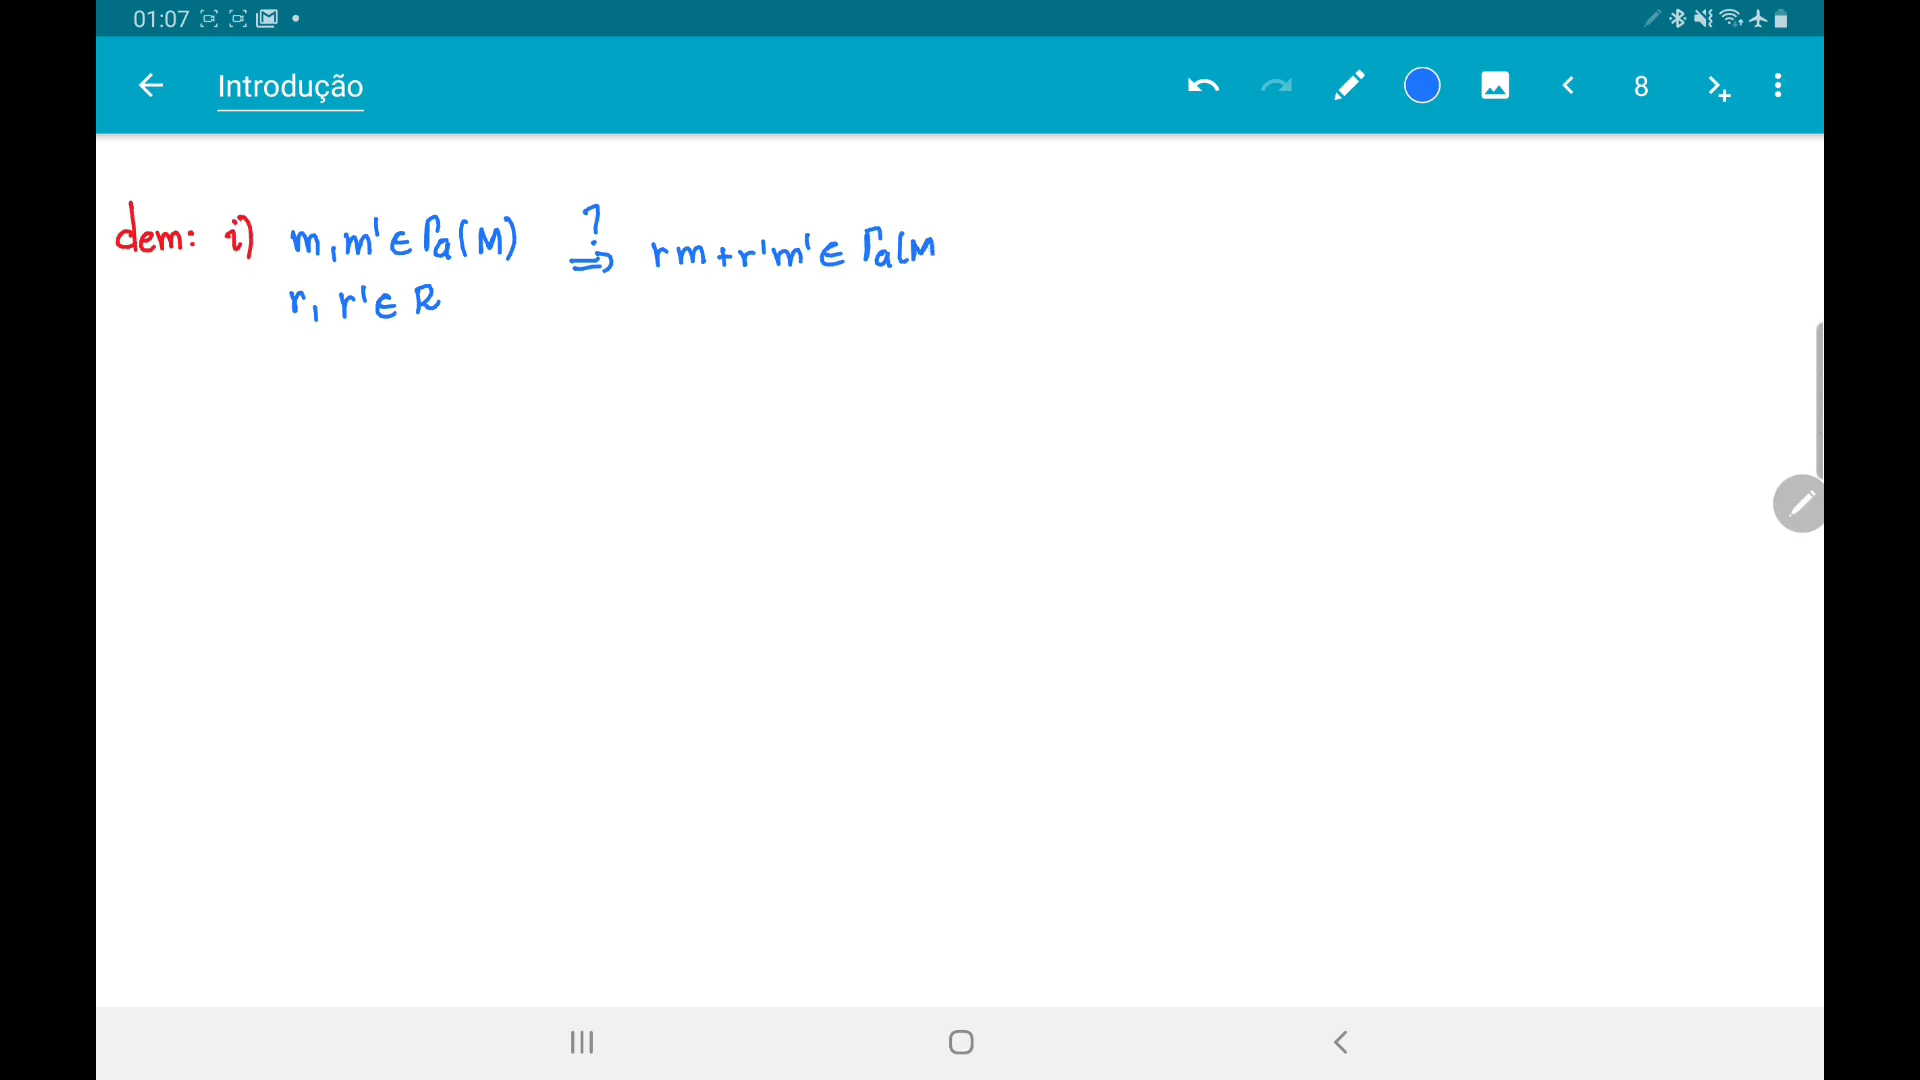 01:07
Introdução
8
dem: i) m, m' ∈ Γa(M) ?⇒ rm + r'm' ∈ Γa(M
r, r' ∈ R